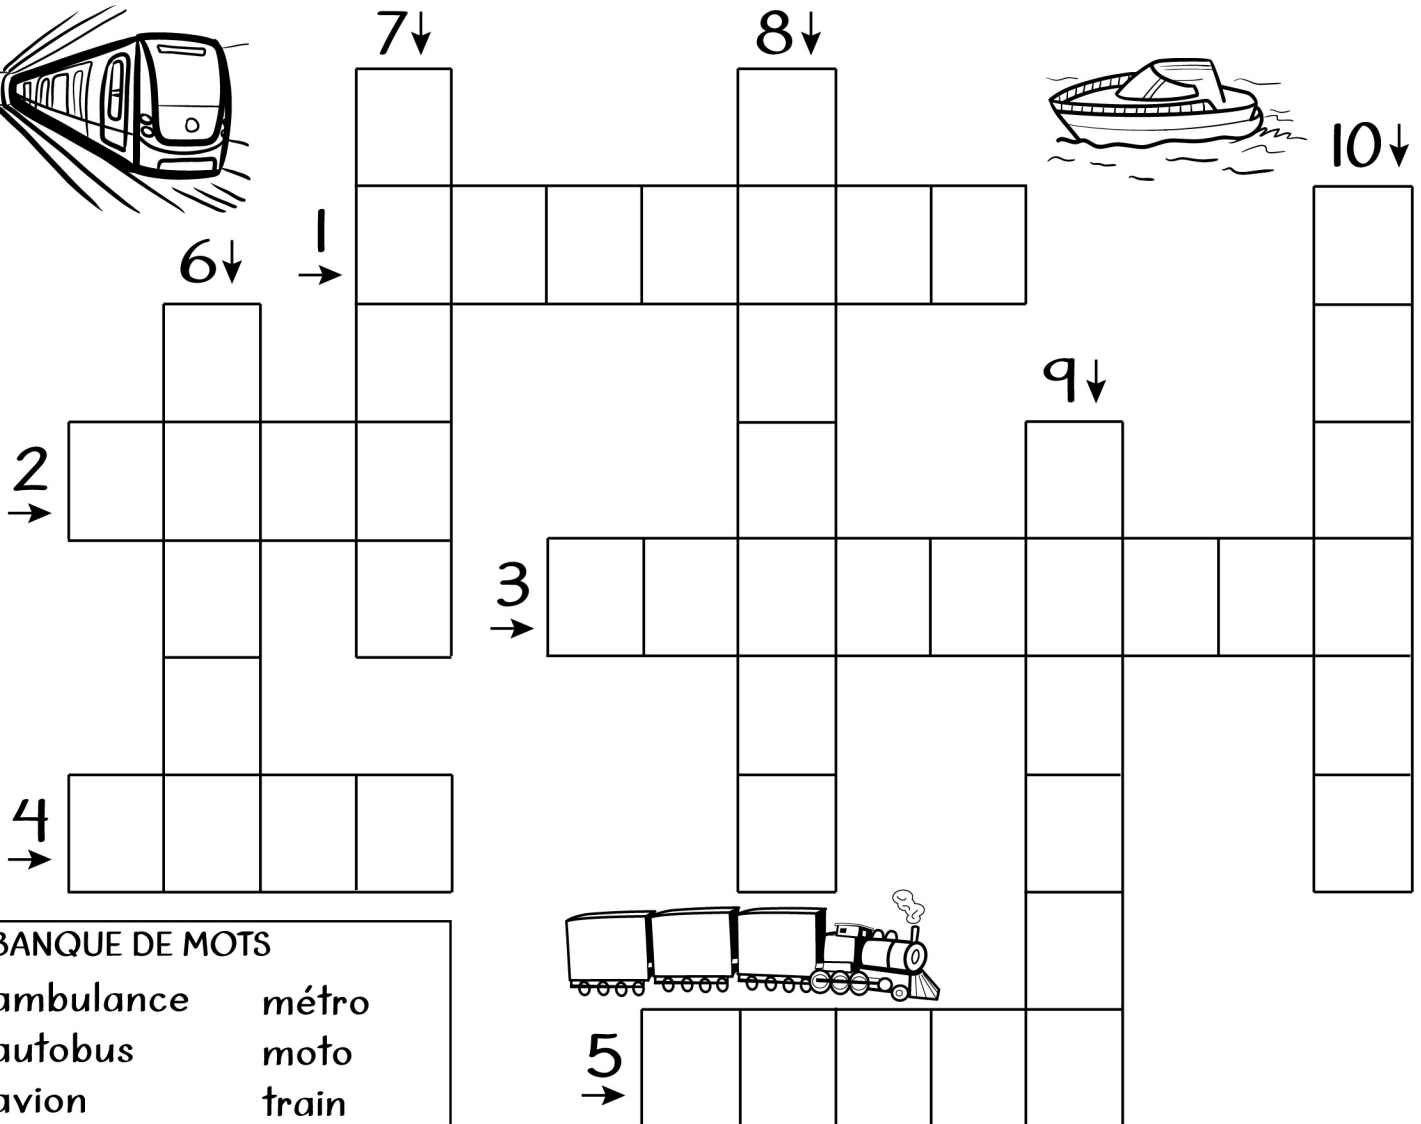 7↓
8↓
10↓
1 →
6↓
9↓
2 →
3 →
4 →
BANQUE DE MOTS
ambulance métro
autobus moto
avion train
5 →